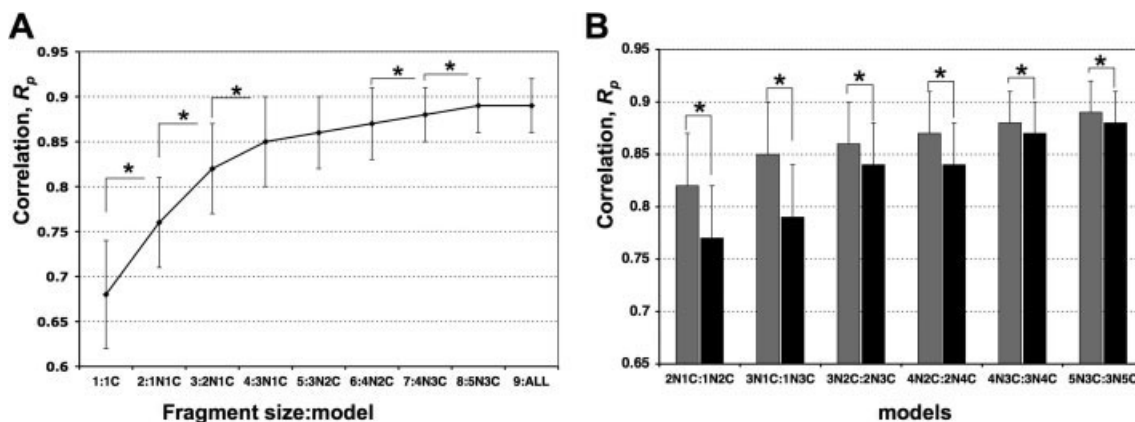 A
Correlation, Rp
0.95
0.9
0.85
0.8
0.75
0.7
0.65
0.6
* * * * *
1:1C 2:1N1C 3:2N1C 4:3N1C 5:3N2C 6:4N2C 7:4N3C 8:5N3C 9:ALL
Fragment size:model
B
Correlation, Rp
0.95
0.9
0.85
0.8
0.75
0.7
0.65
* * * * * *
2N1C:1N2C 3N1C:1N3C 3N2C:2N3C 4N2C:2N4C 4N3C:3N4C 5N3C:3N5C
models